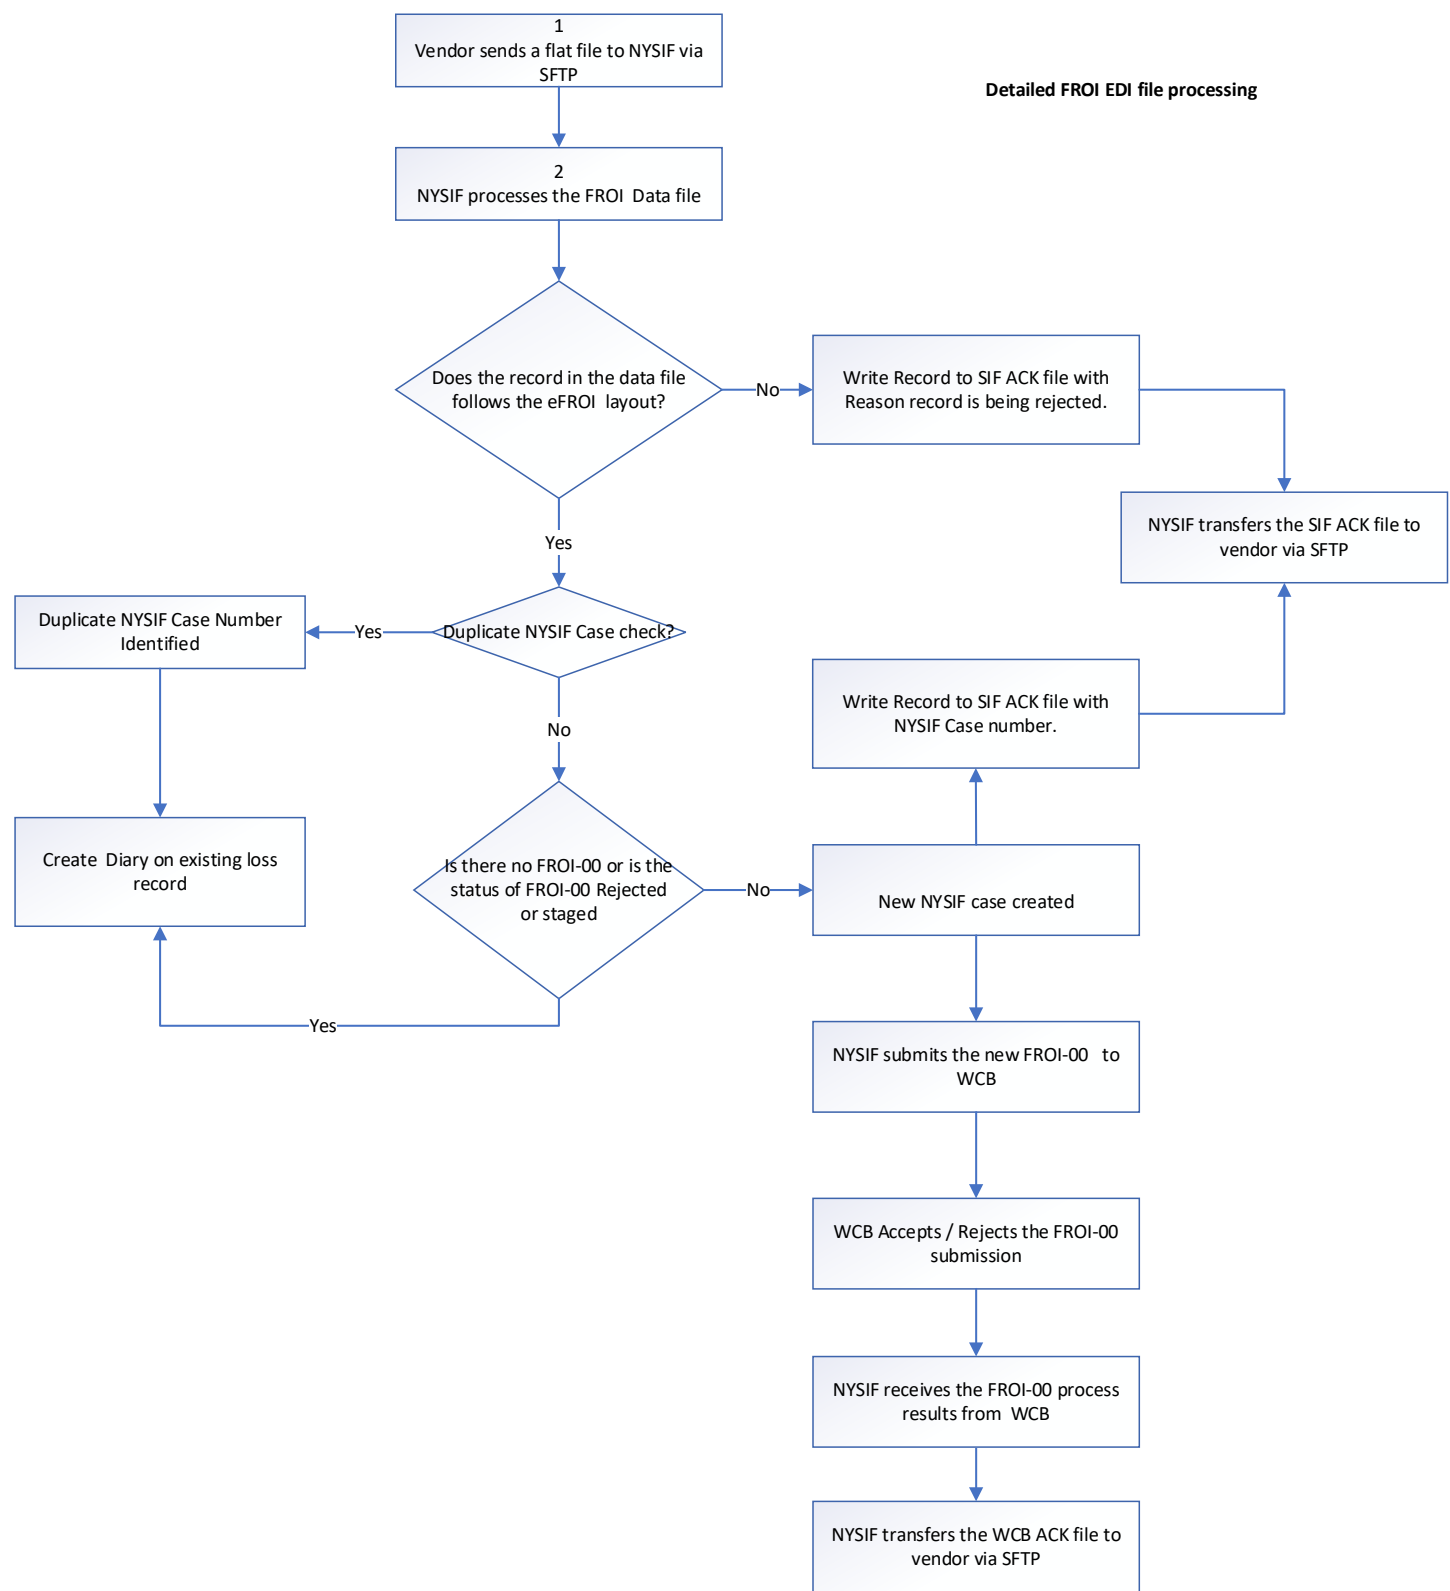 1
Vendor sends a flat file to NYSIF via
SFTP
Detailed FROI EDI file processing
2
NYSIF processes the FROI Data file
Does the record in the data file
follows the eFROI layout?
No
Write Record to SIF ACK file with
Reason record is being rejected.
NYSIF transfers the SIF ACK file to
vendor via SFTP
Yes
Duplicate NYSIF Case Number
Identified
Yes
Duplicate NYSIF Case check?
Write Record to SIF ACK file with
NYSIF Case number.
No
Create Diary on existing loss
record
Is there no FROI-00 or is the
status of FROI-00 Rejected
or staged
No
New NYSIF case created
Yes
NYSIF submits the new FROI-00 to
WCB
WCB Accepts / Rejects the FROI-00
submission
NYSIF receives the FROI-00 process
results from WCB
NYSIF transfers the WCB ACK file to
vendor via SFTP